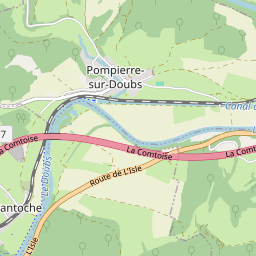 Pompierre-
sur-Doubs
Canal
7
La Comtoise
La Comtoise
La Comtoise
Le Doubs
Route de L'Isle
antoche
L'Isle